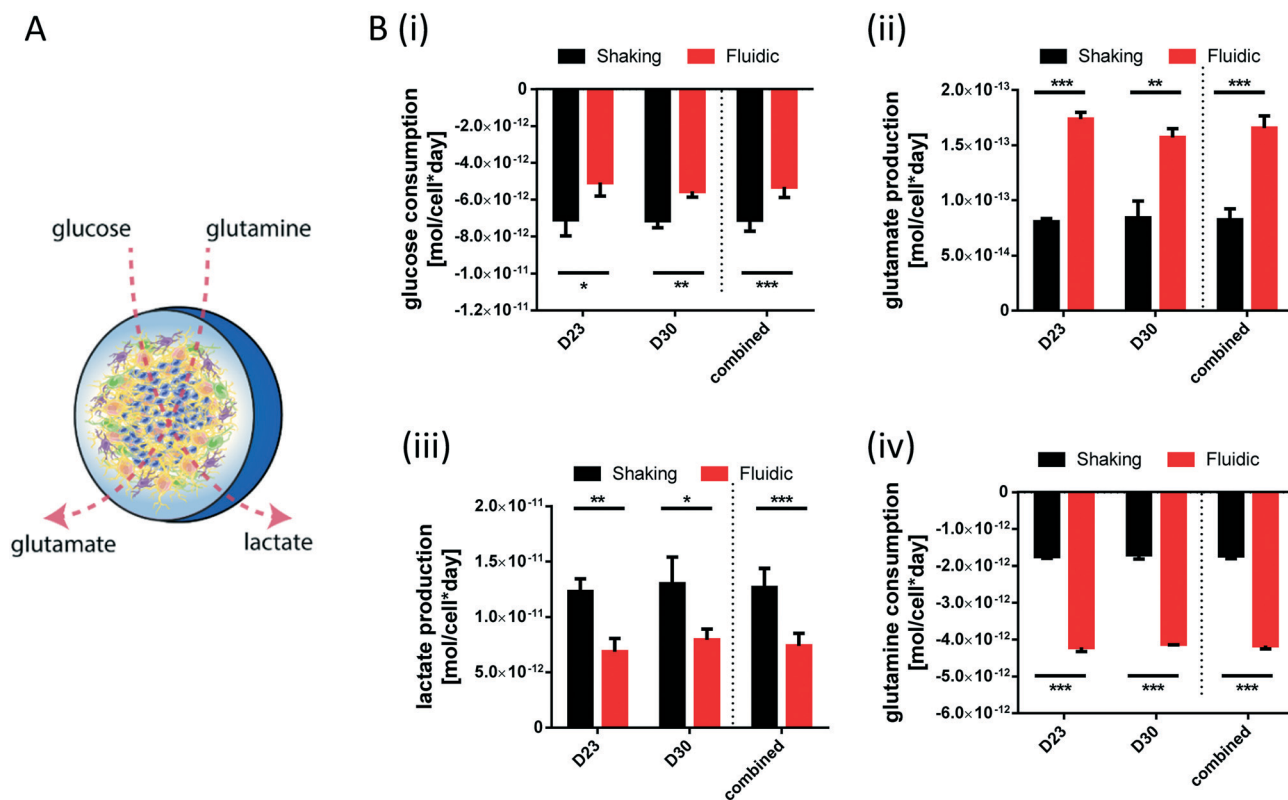 A
B (i)
Shaking
Fluidic
glucose consumption
[mol/cell*day]
0
-2.0×10-12
-4.0×10-12
-6.0×10-12
-8.0×10-12
-1.0×10-11
-1.2×10-11
*
**
***
D23
D30
combined
(ii)
Shaking
Fluidic
glutamate production
[mol/cell*day]
2.0×10-13
1.5×10-13
1.0×10-13
5.0×10-14
0
***
**
***
D23
D30
combined
glucose
glutamine
glutamate
lactate
(iii)
Shaking
Fluidic
lactate production
[mol/cell*day]
2.0×10-11
1.5×10-11
1.0×10-11
5.0×10-12
0
**
*
***
D23
D30
combined
(iv)
Shaking
Fluidic
glutamine consumption
[mol/cell*day]
0
-1.0×10-12
-2.0×10-12
-3.0×10-12
-4.0×10-12
-5.0×10-12
-6.0×10-12
***
***
***
D23
D30
combined